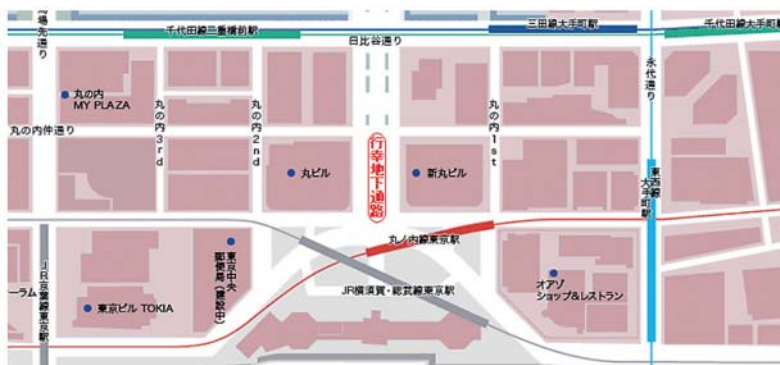 馬場先通り
千代田線二重橋前駅
日比谷通り
三田線大手町駅
千代田線大手町駅
永代通り
丸の内
MY PLAZA
丸の内仲通り
丸の内3rd
丸の内2nd
丸の内1st
丸ビル
行幸地下通路
新丸ビル
東西線
大手町駅
丸ノ内線東京駅
JR京葉線東京駅
ーラム
東京ビル TOKIA
東京中央
郵便局(建設中)
JR横須賀・総武線東京駅
オアゾ
ショップ&レストラン